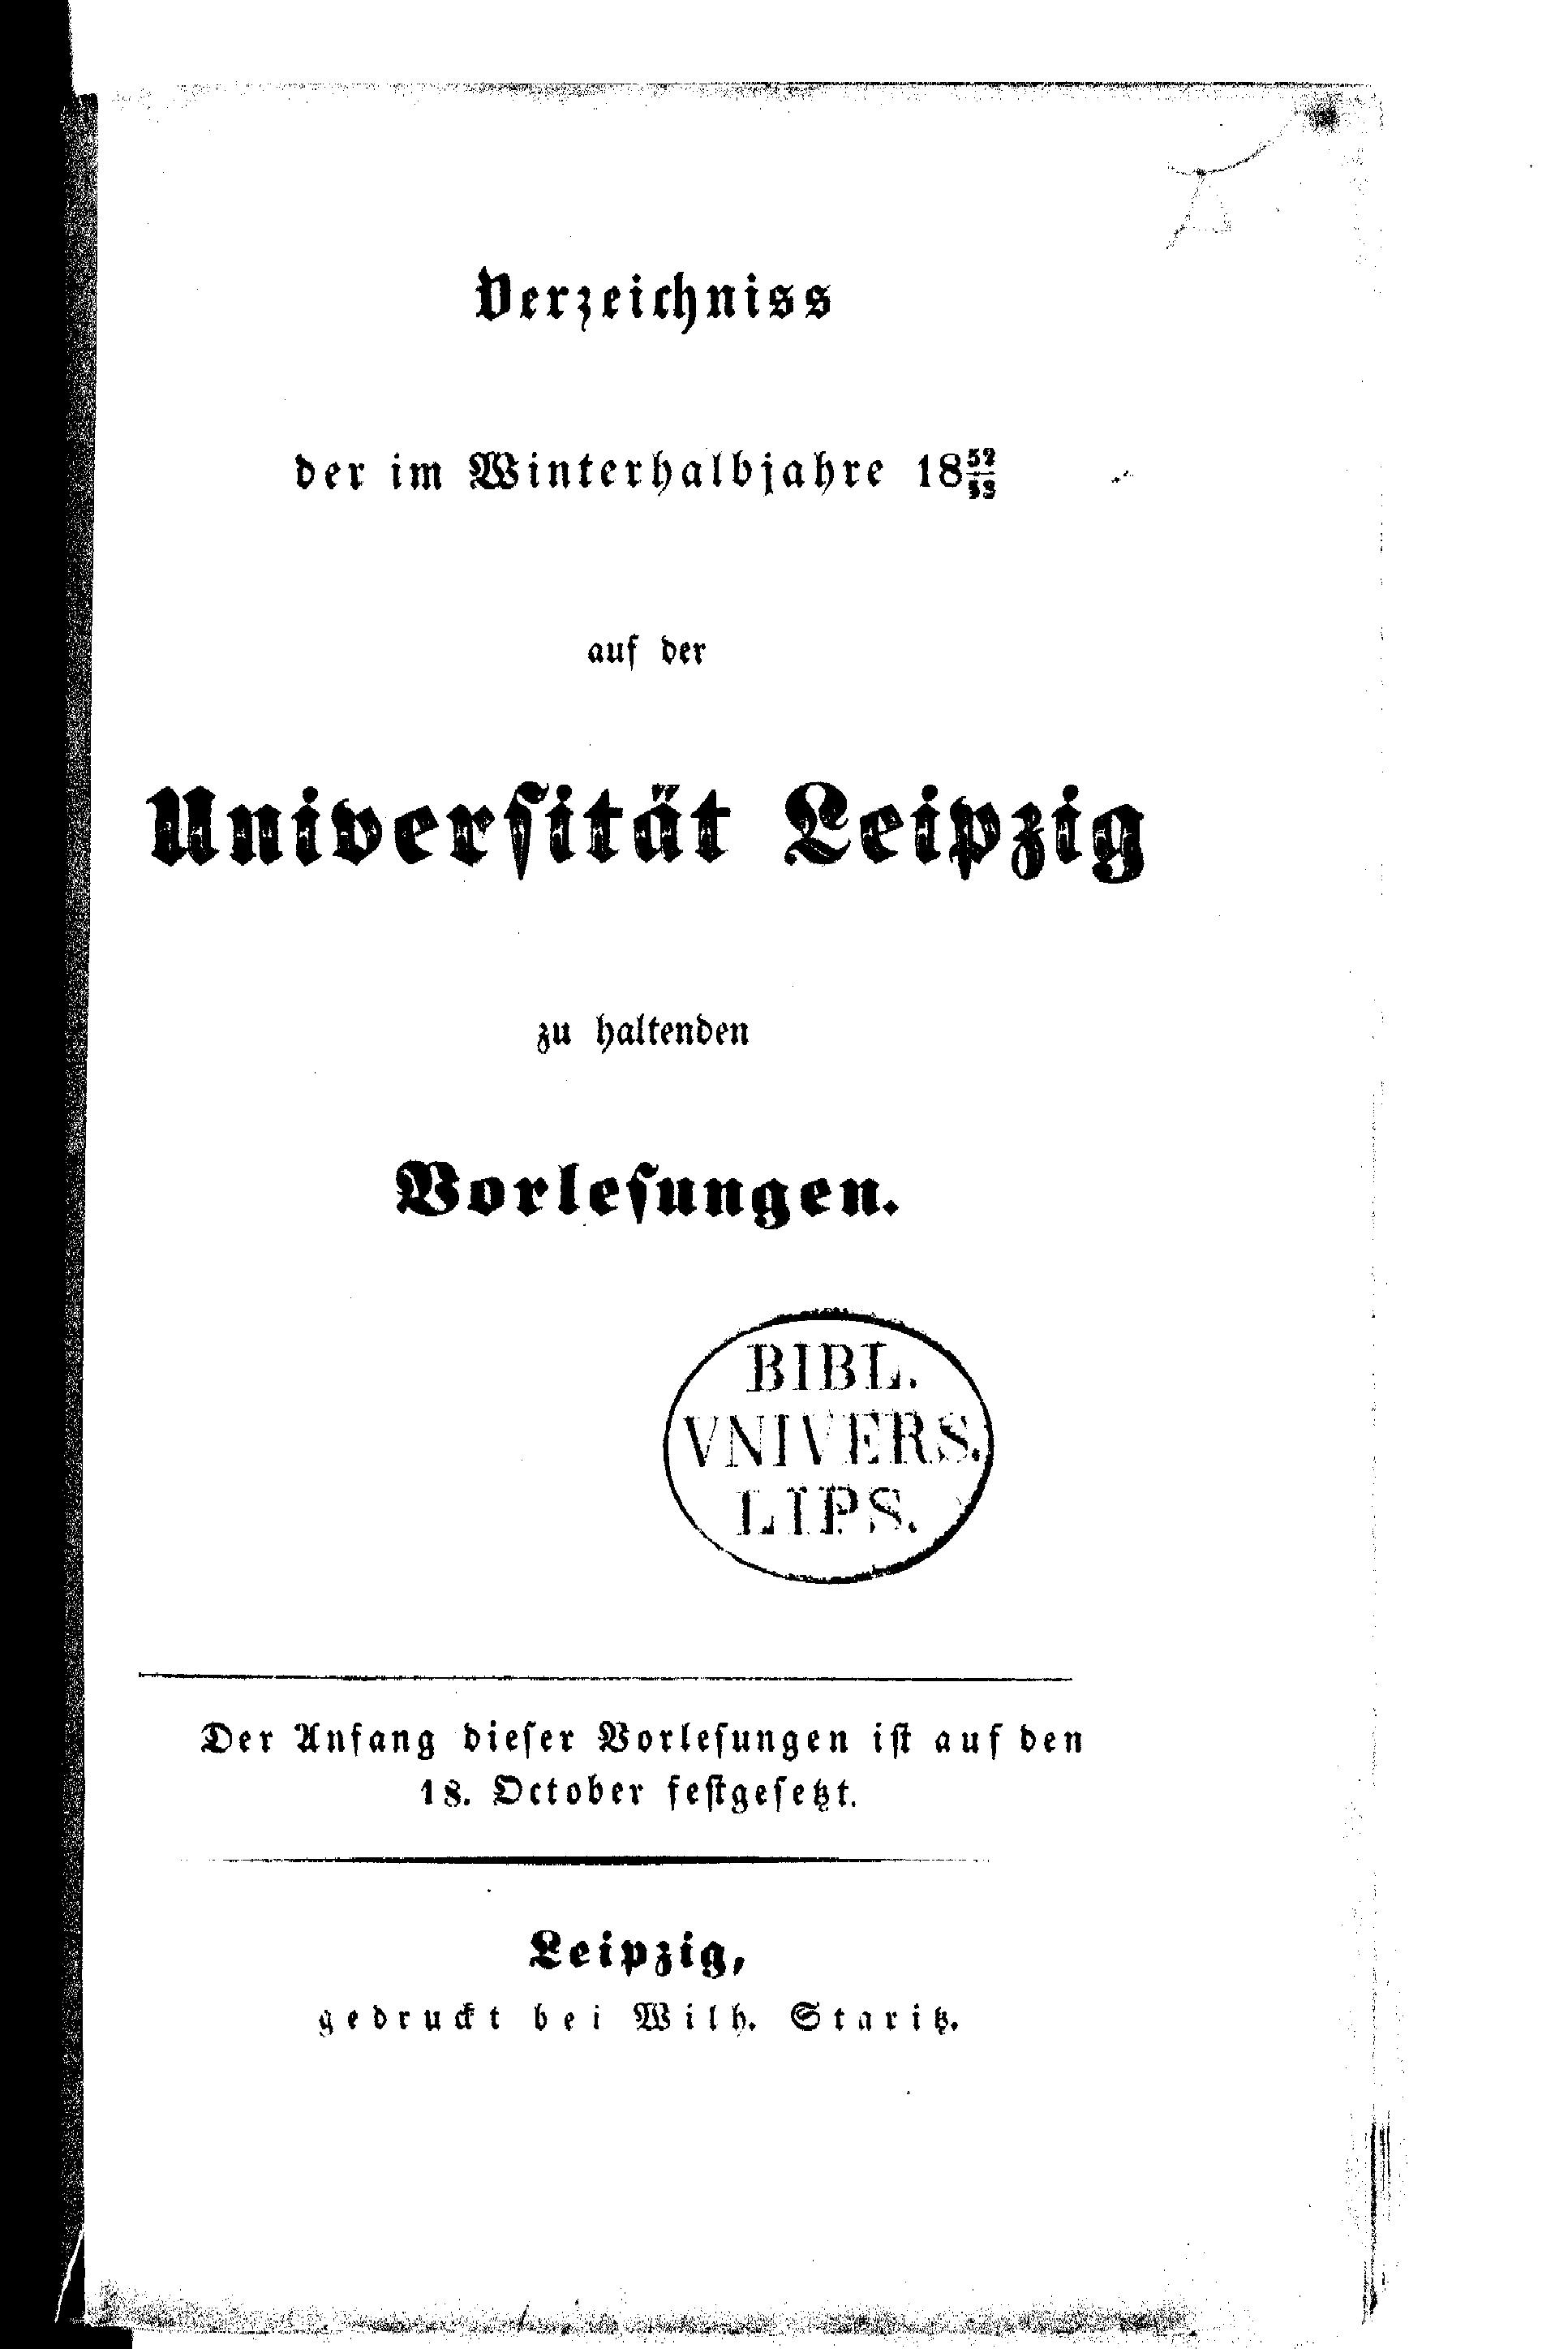 Verzeichniss
der im Winterhalbjahre 18 52/53
auf der
Univerſität Leipzig
zu haltenden
Vorleſungen.
BIBL.
VNIVERS.
LIPS.
Der Anfang dieſer Vorleſungen iſt auf den
18. October feſtgeſetzt.
Leipzig,
gedruckt bei Wilh. Staritz.